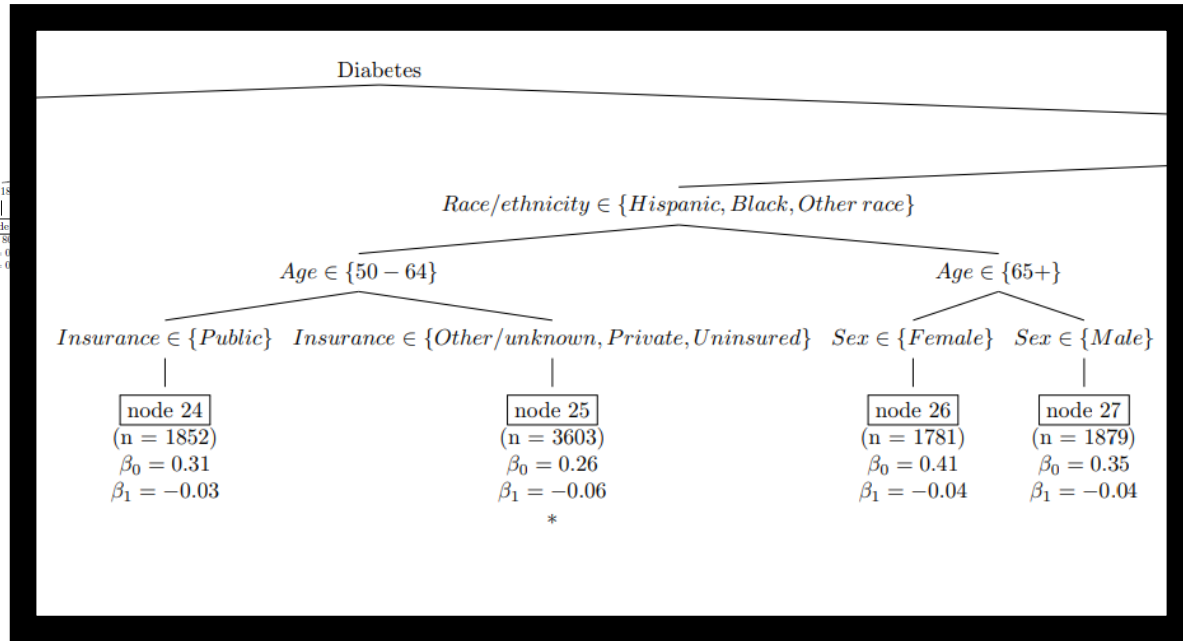 Diabetes
Race/ethnicity ∈ {Hispanic, Black, Other race}
Age ∈ {50 − 64} Age ∈ {65+}
Insurance ∈ {Public} Insurance ∈ {Other/unknown, Private, Uninsured} Sex ∈ {Female} Sex ∈ {Male}
node 24 node 25 node 26 node 27
(n = 1852) (n = 3603) (n = 1781) (n = 1879)
β₀ = 0.31 β₀ = 0.26 β₀ = 0.41 β₀ = 0.35
β₁ = −0.03 β₁ = −0.06 β₁ = −0.04 β₁ = −0.04
*